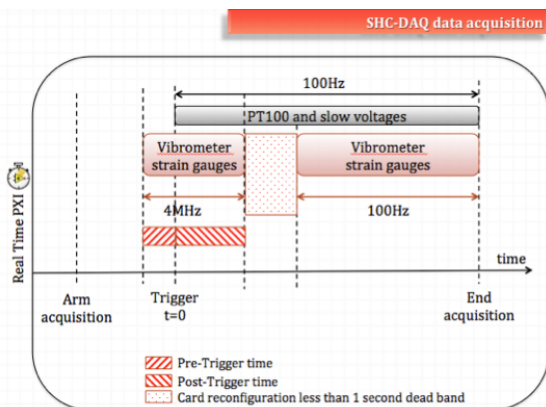 SHC-DAQ data acquisition
100Hz
PT100 and slow voltages
Vibrometer
strain gauges
Vibrometer
strain gauges
4MHz
100Hz
Real Time PXI
time
Arm
acquisition
Trigger
t=0
End
acquisition
Pre-Trigger time
Post-Trigger time
Card reconfiguration less than 1 second dead band